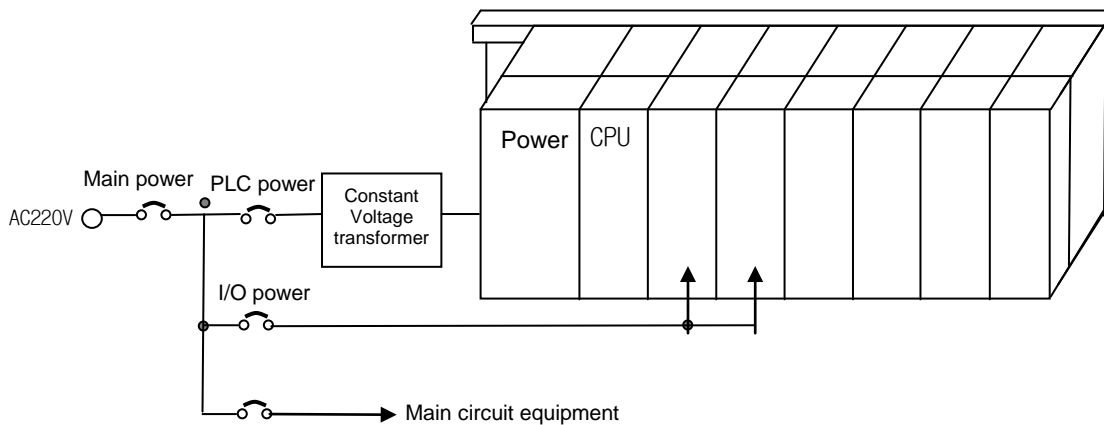 Power
CPU
Main power
PLC power
AC220V
Constant
Voltage
transformer
I/O power
Main circuit equipment